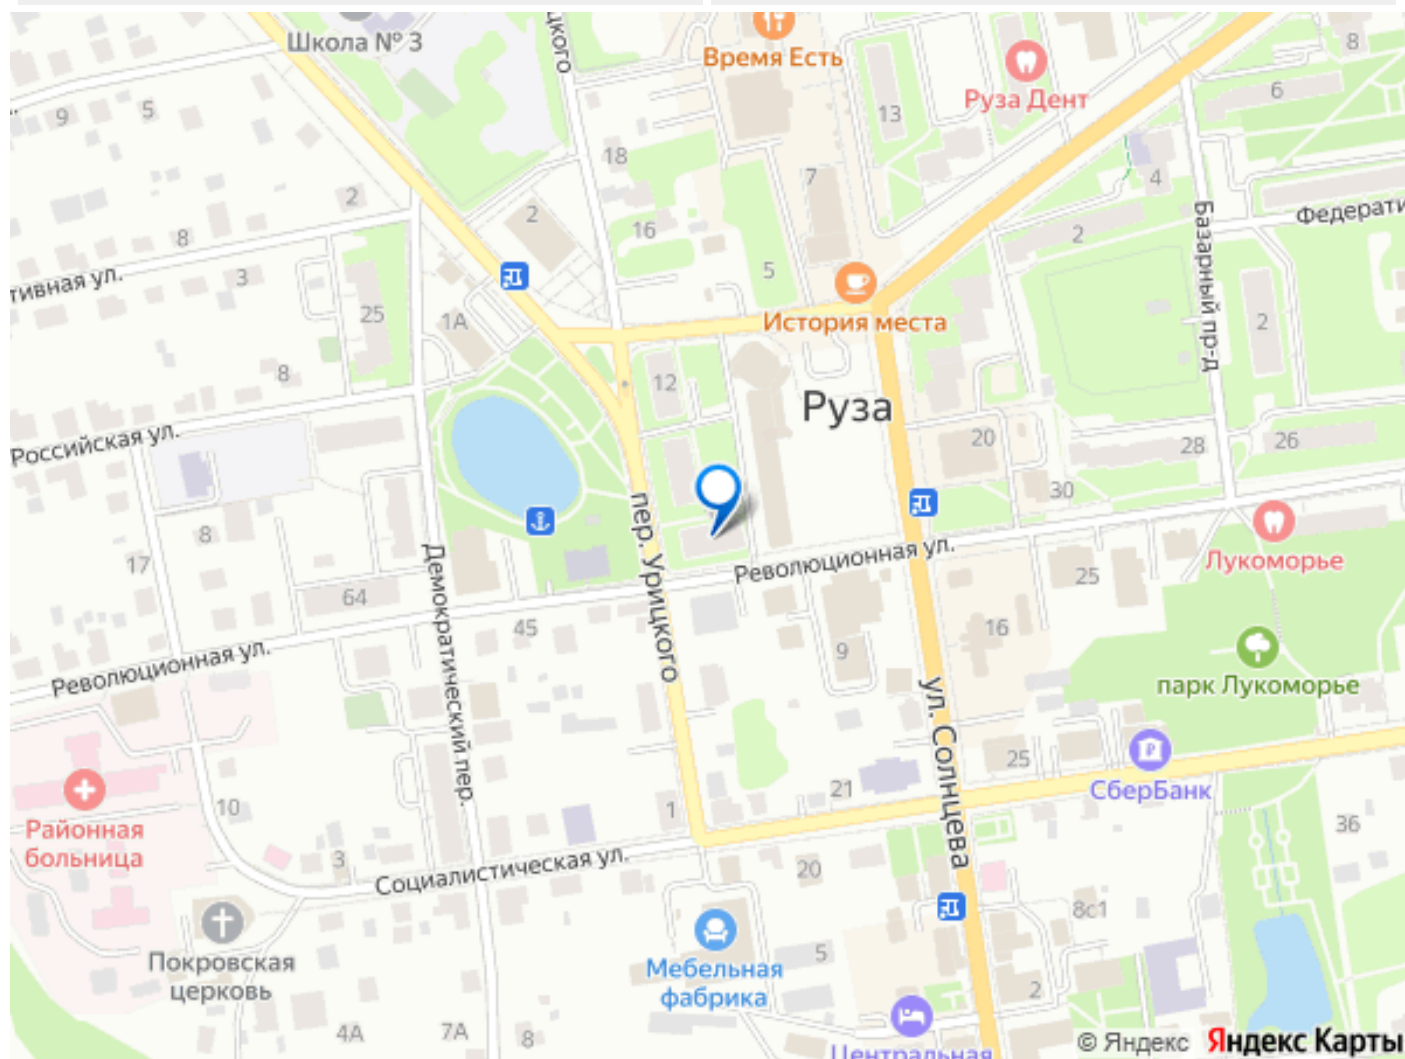 Школа № 3
цкого
Время Есть
Руза Дент
8
6
9
5
13
18
7
4
2
2
16
Федерати
8
2
5
3
тивная ул.
25
1А
История места
2
Базарный пр-д
8
12
Руза
Российская ул.
20
28
26
30
пер. Урицкого
8
17
Революционная ул.
Лукоморье
25
Демократический пер.
64
45
16
9
Революционная ул.
парк Лукоморье
ул. Солнцева
25
СберБанк
21
10
1
Районная
больница
36
3
Социалистическая ул.
20
8с1
Покровская
церковь
5
Мебельная
фабрика
2
4А
7А
8
Центральная
© Яндекс Яндекс Карты